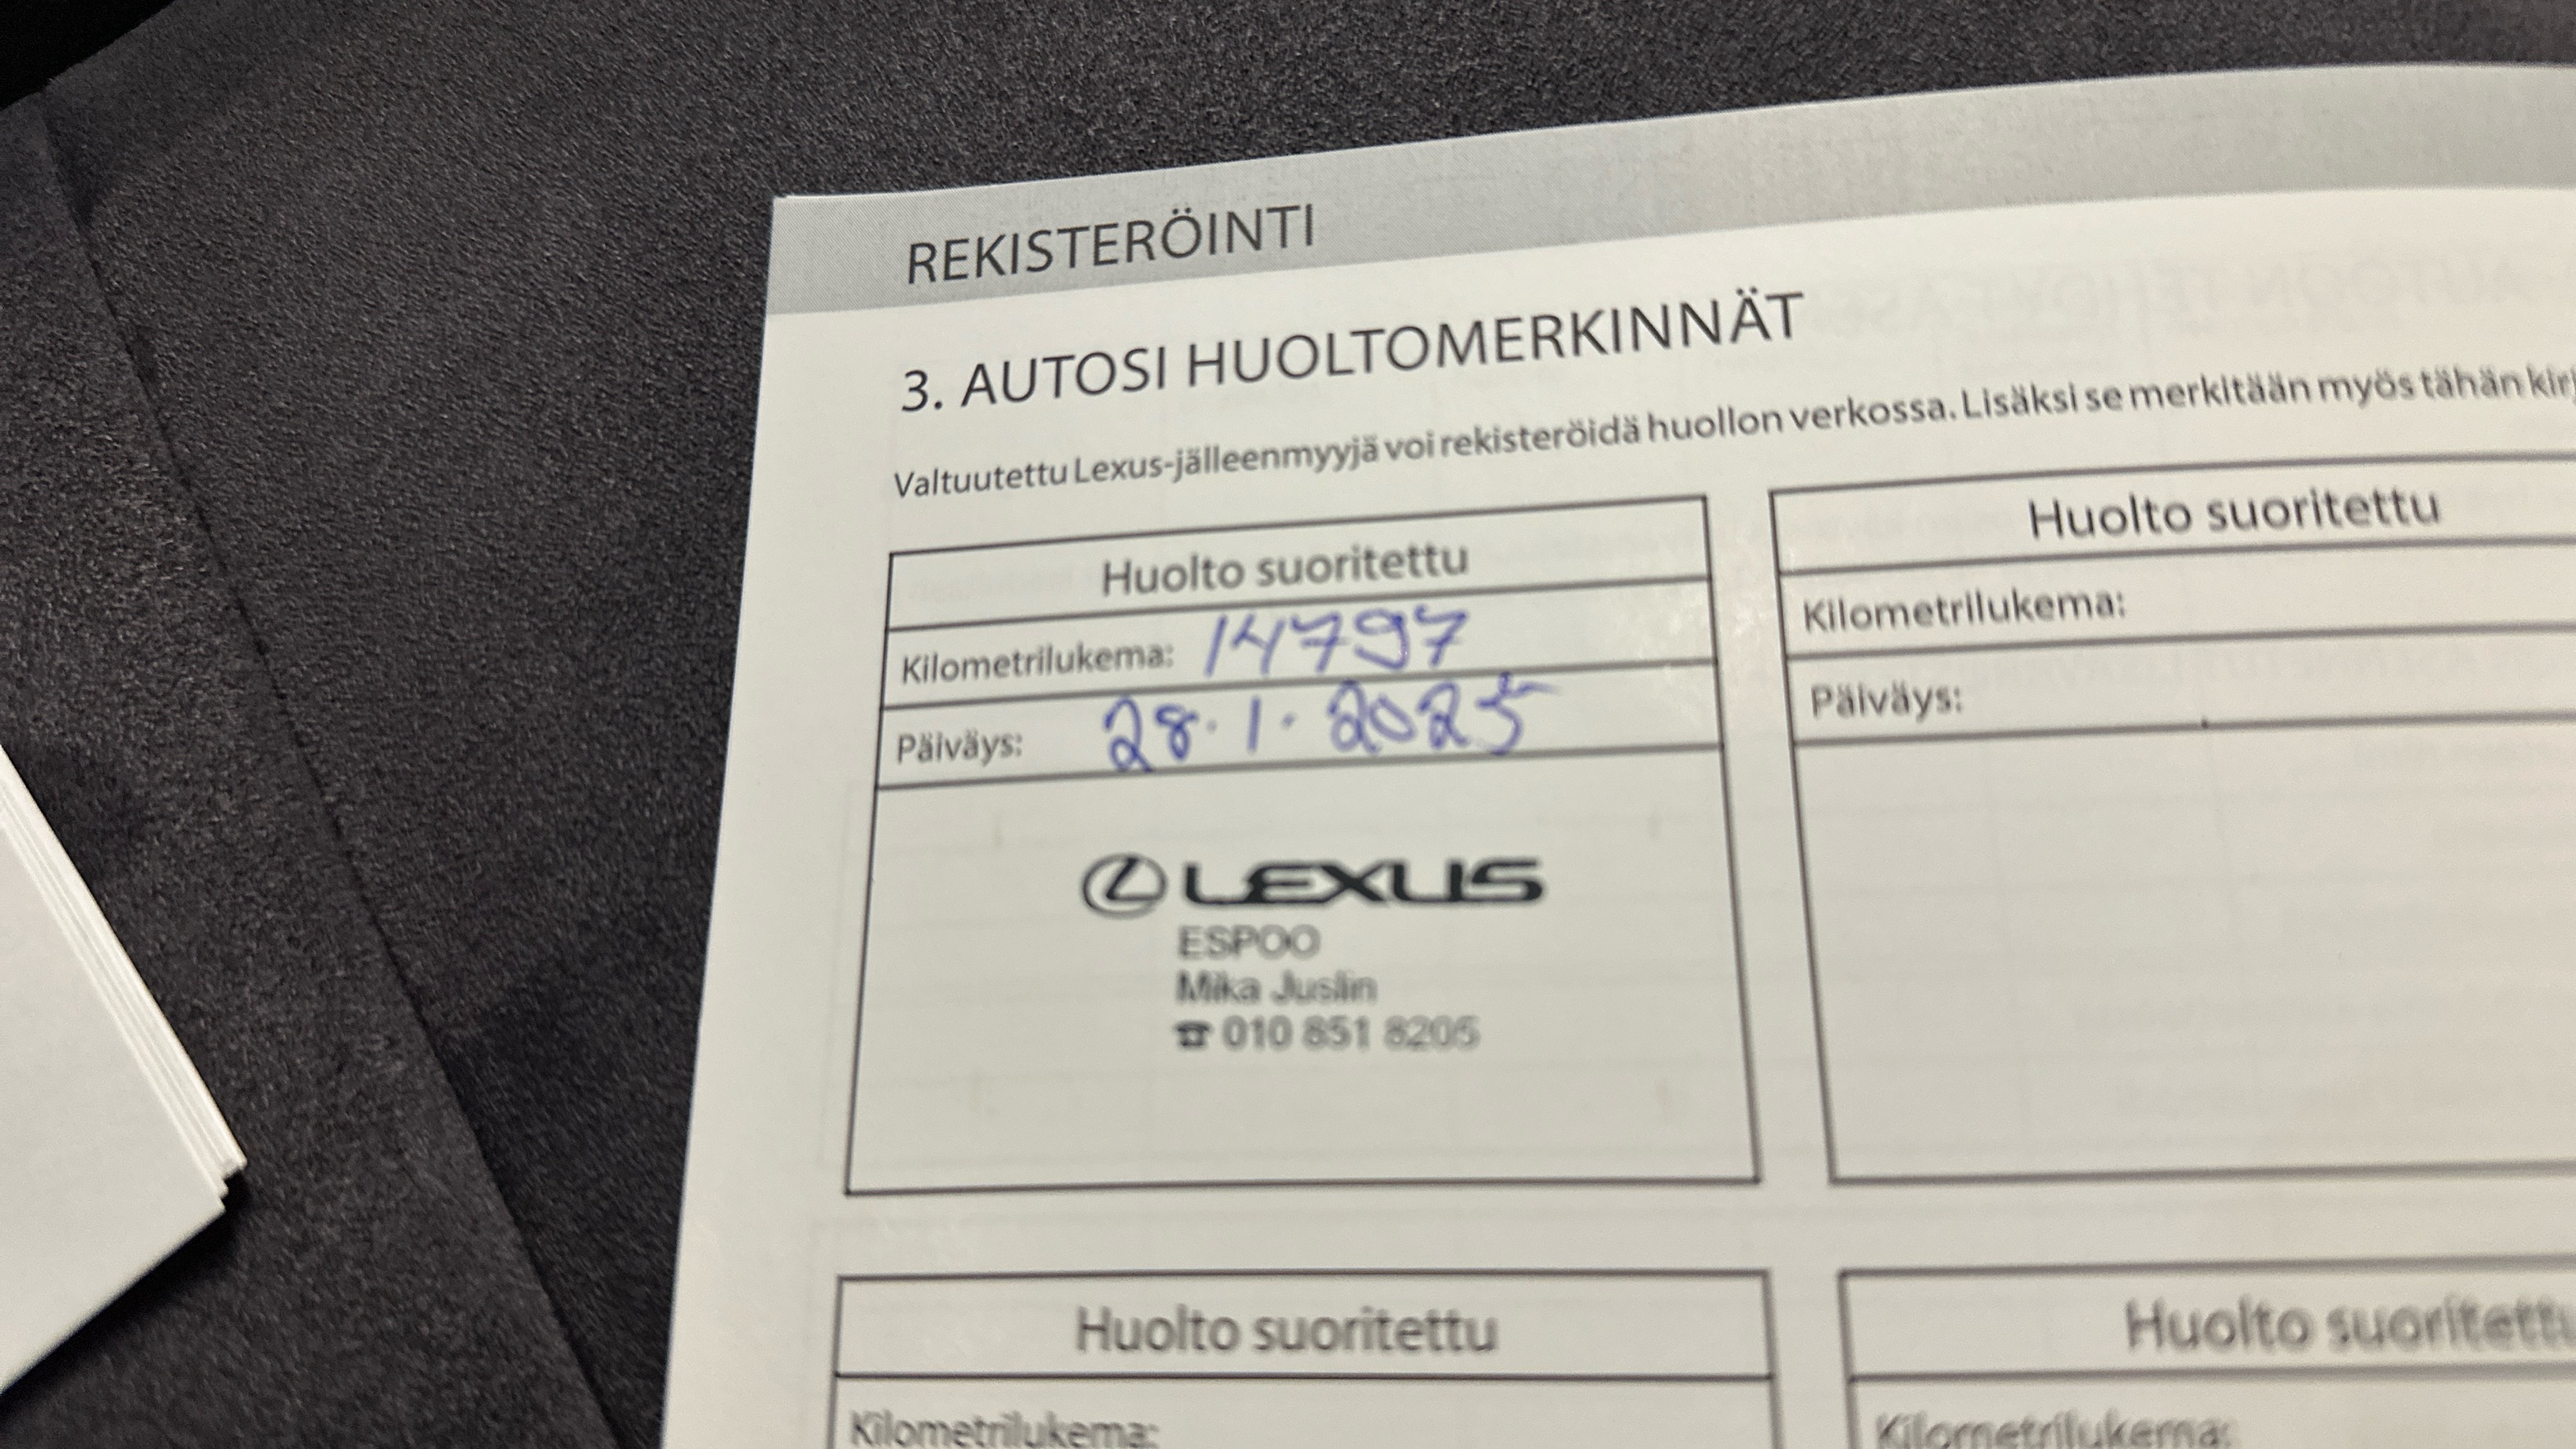 REKISTERÖINTI
3. AUTOSI HUOLTOMERKINNÄT
Valtuutettu Lexus-jälleenmyyjä voi rekisteröidä huollon verkossa. Lisäksi se merkitään myös tähän kirj
Huolto suoritettu
Kilometrilukema: 14797
Päiväys: 28.1.2025
LEXUS
ESPOO
Mika Juslin
☎ 010 851 8205
Huolto suoritettu
Kilometrilukema:
Päiväys:
Huolto suoritettu
Kilometrilukema:
Huolto suoritettu
Kilometrilukema: